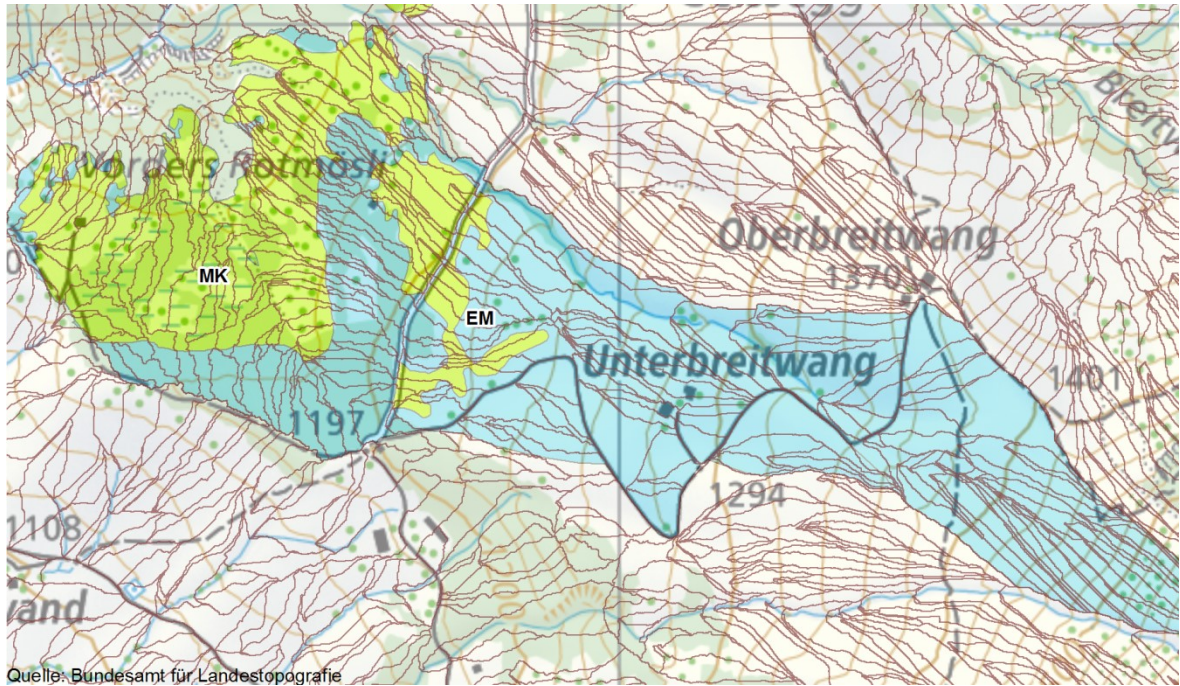 Vorders Rotmösli
MK
Oberbreitwang
1370
EM
Unterbreitwang
1401
1197
1294
1108
Quelle: Bundesamt für Landestopografie